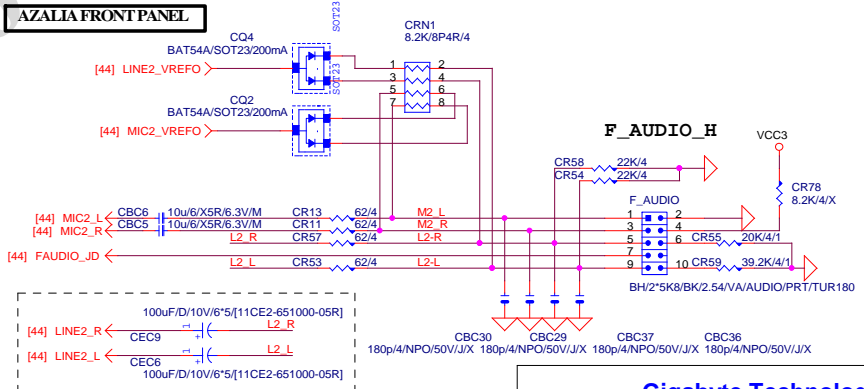 AZALIA FRONT PANEL
CQ4
BAT54A/SOT23/200mA
SOT23
[44] LINE2_VREFO
CRN1
8.2K/8P4R/4
1 2
3 4
5 6
7 8
SOT23
CQ2
BAT54A/SOT23/200mA
[44] MIC2_VREFO
F_AUDIO_H
VCC3
CR58 22K/4
CR54 22K/4
CR78
8.2K/4/X
F_AUDIO
[44] MIC2_L CBC6 10u/6/X5R/6.3V/M CR13 62/4 M2_L 1 2
[44] MIC2_R CBC5 10u/6/X5R/6.3V/M CR11 62/4 M2_R 3 4
L2_R CR57 62/4 L2-R 5 6 CR55 20K/4/1
[44] FAUDIO_JD 7
L2_L CR53 62/4 L2-L 9 10 CR59 39.2K/4/1
BH/2*5K8/BK/2.54/VA/AUDIO/PRT/TUR180
100uF/D/10V/6*5/[11CE2-651000-05R]
[44] LINE2_R 1 + L2_R
CEC9
[44] LINE2_L 1 + L2_L
CEC6
100uF/D/10V/6*5/[11CE2-651000-05R]
CBC30 CBC29 CBC37 CBC36
180p/4/NPO/50V/J/X 180p/4/NPO/50V/J/X 180p/4/NPO/50V/J/X 180p/4/NPO/50V/J/X